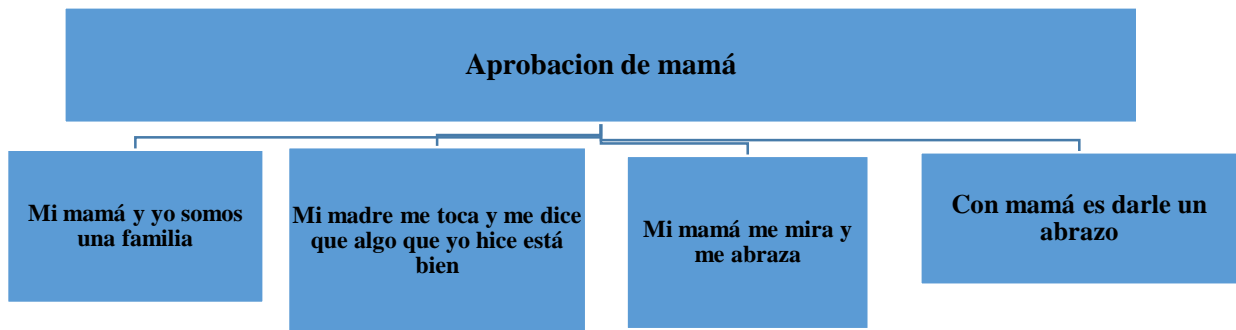 Aprobacion de mamá
Mi mamá y yo somos
una familia
Mi madre me toca y me dice
que algo que yo hice está
bien
Mi mamá me mira y
me abraza
Con mamá es darle un
abrazo